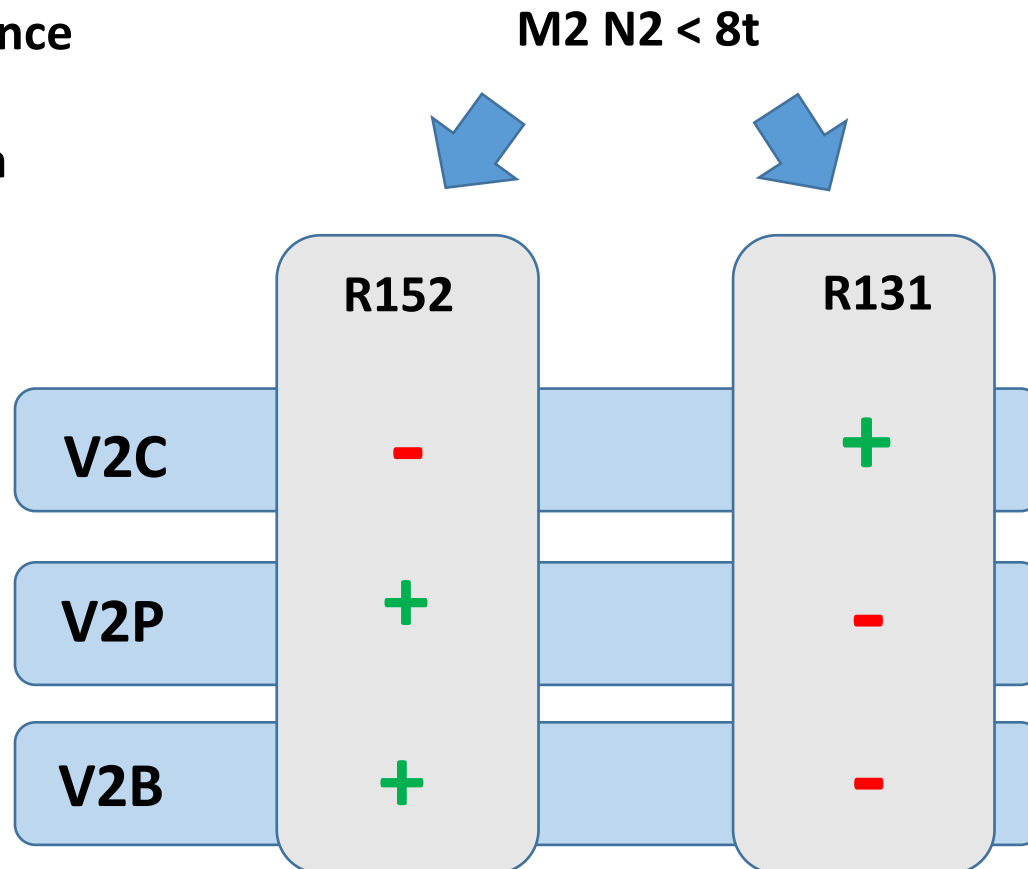 M2 N2 < 8t
R152
R131
V2C - +
V2P + -
V2B + -